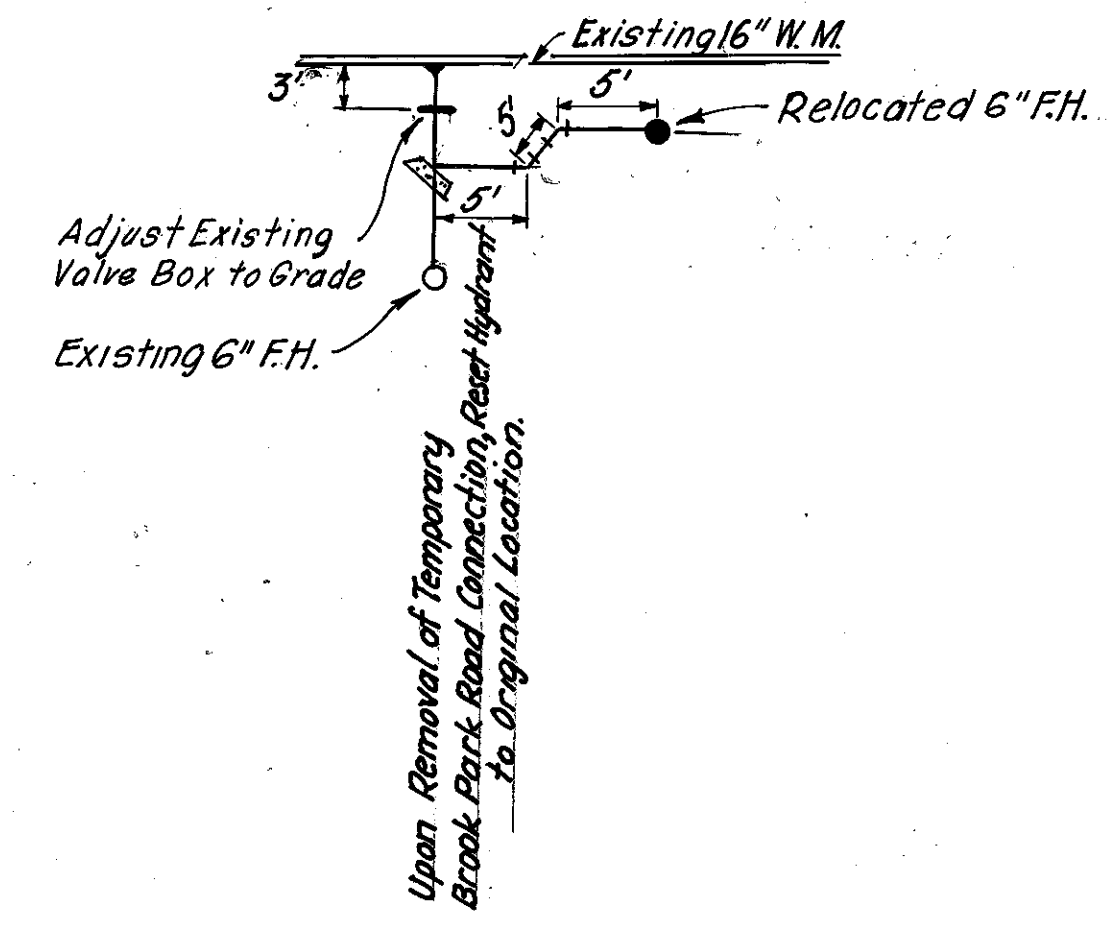 Existing 16" W.M.
3'
5'
5'
Relocated 6" F.H.
5'
Adjust Existing
Valve Box to Grade
Existing 6" F.H.
Upon Removal of Temporary
Brook Park Road Connection, Reset Hydrant
to Original Location.